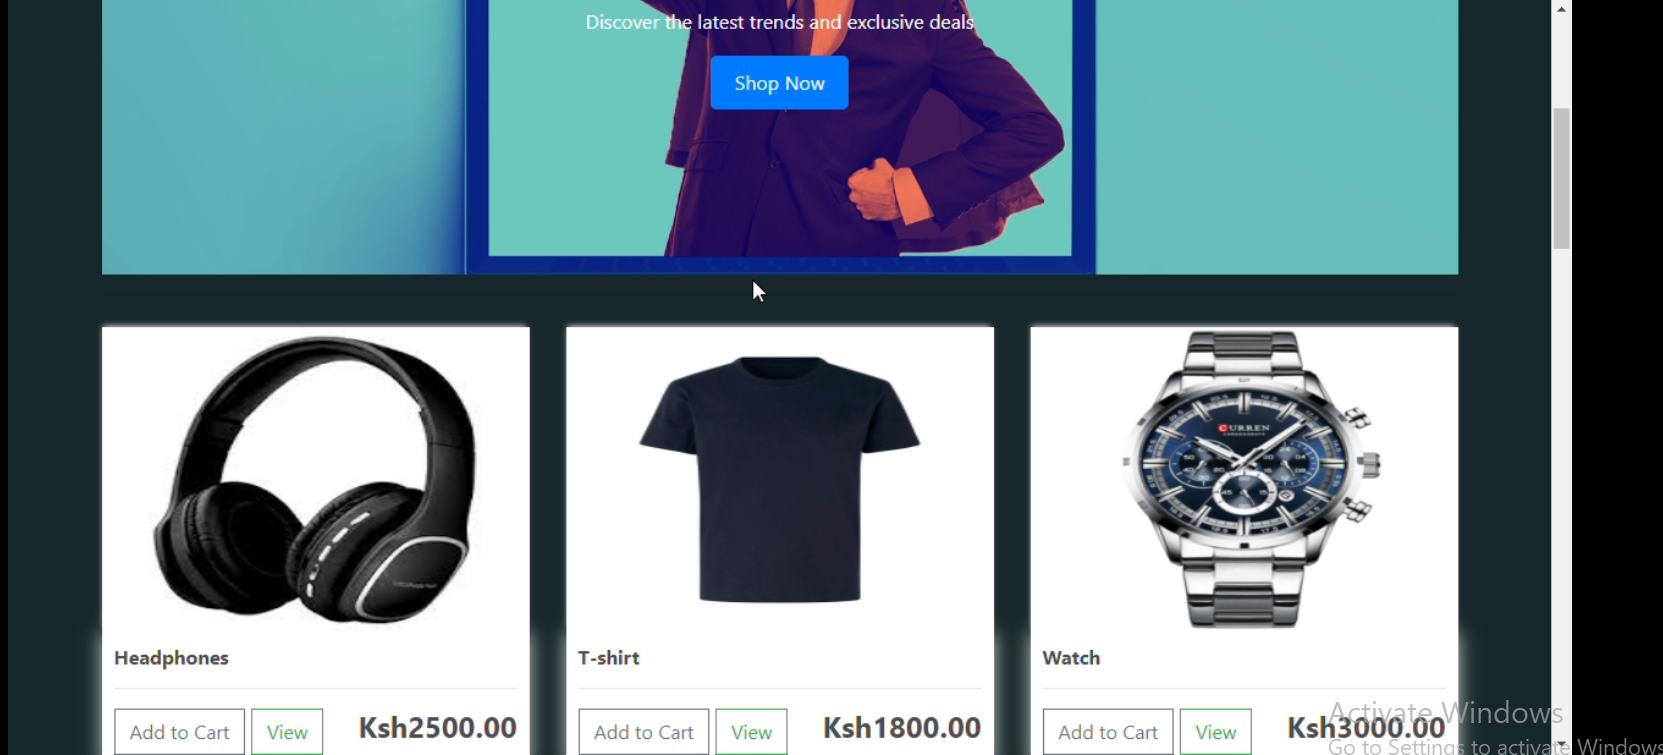 Discover the latest trends and exclusive deals
Shop Now
CURREN
Headphones
T-shirt
Watch
Add to Cart View Ksh2500.00
Add to Cart View Ksh1800.00
Add to Cart View Ksh3000.00
Activate Windows
Go to Settings to activate Windows